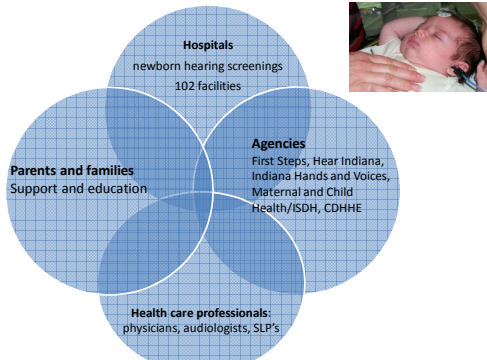 Hospitals
newborn hearing screenings
102 facilities
Parents and families
Support and education
Agencies
First Steps, Hear Indiana,
Indiana Hands and Voices,
Maternal and Child
Health/ISDH, CDHHE
Health care professionals:
physicians, audiologists, SLP's